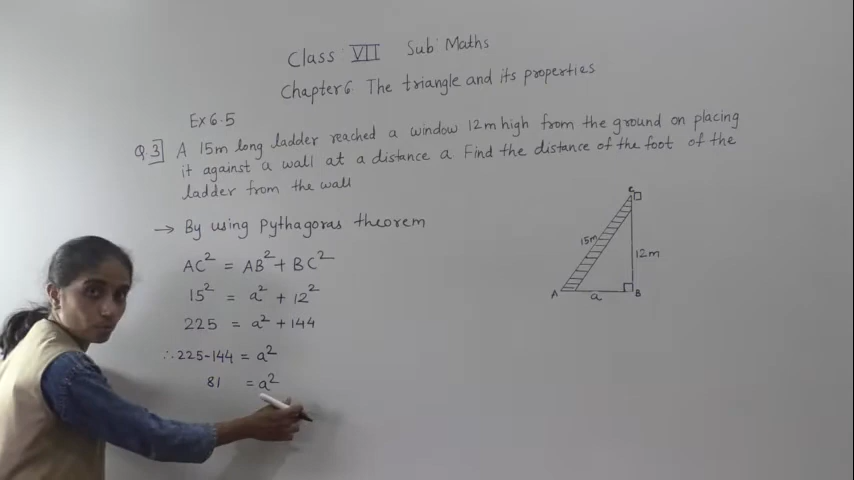 Class : VII Sub: Maths
Chapter 6 The triangle and its properties
Ex 6.5
Q.3] A 15m long ladder reached a window 12m high from the ground on placing
it against a wall at a distance a Find the distance of the foot of the
ladder from the wall
→ By using Pythagoras theorem
AC² = AB² + BC²
15² = a² + 12²
225 = a² + 144
∴ 225-144 = a²
81 = a²
C
15m
12m
A
a
B